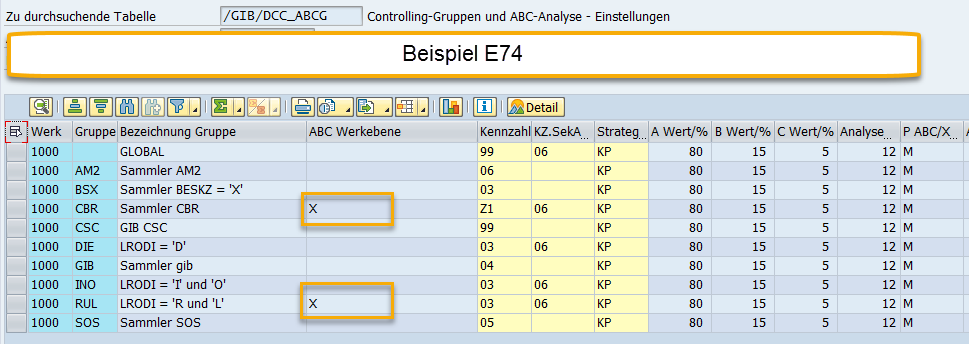 Zu durchsuchende Tabelle /GIB/DCC_ABCG Controlling-Gruppen und ABC-Analyse - Einstellungen
Beispiel E74
Detail
Werk Gruppe Bezeichnung Gruppe ABC Werkebene Kennzahl KZ.SekA... Strateg... A Wert/% B Wert/% C Wert/% Analyse... P ABC/X...
1000 GLOBAL 99 06 KP 80 15 5 12 M
1000 AM2 Sammler AM2 06 KP 80 15 5 12 M
1000 BSX Sammler BESKZ = 'X' 03 KP 80 15 5 12 M
1000 CBR Sammler CBR X Z1 06 KP 80 15 5 12 M
1000 CSC GIB CSC 99 KP 80 15 5 12 M
1000 DIE LRODI = 'D' 03 06 KP 80 15 5 12 M
1000 GIB Sammler gib 04 KP 80 15 5 12 M
1000 INO LRODI = 'I' und 'O' 03 06 KP 80 15 5 12 M
1000 RUL LRODI = 'R und 'L' X 03 06 KP 80 15 5 12 M
1000 SOS Sammler SOS 05 KP 80 15 5 12 M